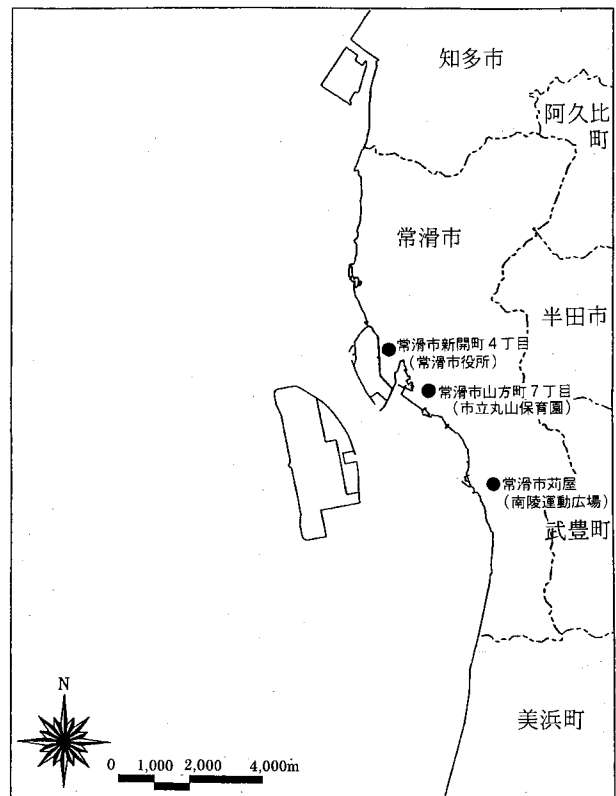 知多市
阿久比
町
常滑市
半田市
常滑市新開町4丁目
(常滑市役所)
常滑市山方町7丁目
(市立丸山保育園)
常滑市苅屋
(南陵運動広場)
武豊町
美浜町
N
0 1,000 2,000 4,000m